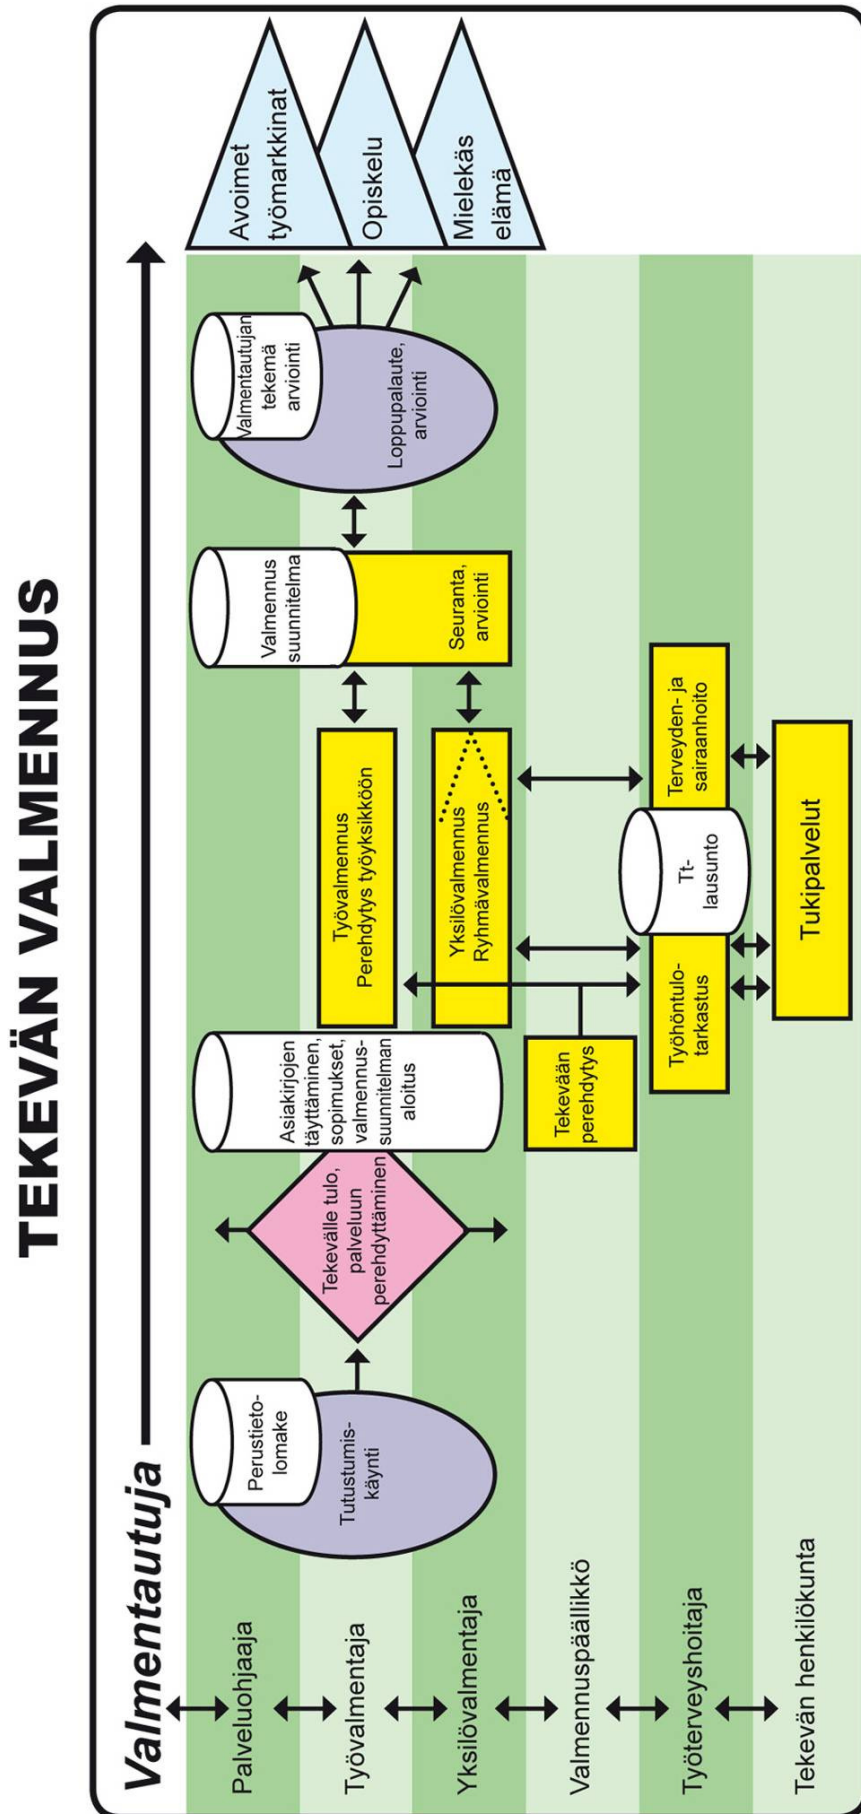 TEKEVÄN VALMENNUS
Valmentautuja
Palveluohjaaja
Työvalmentaja
Yksilövalmentaja
Valmennuspäällikkö
Työterveyshoitaja
Tekevän henkilökunta
Perustieto-
lomake
Tutustumis-
käynti
Tekevälle tulo,
palveluun
perehdyttäminen
Asiakirjojen
täyttäminen,
sopimukset,
valmennus-
suunnitelman
aloitus
Työvalmennus
Perehdytys työyksikköön
Yksilövalmennus
Ryhmävalmennus
Tekevään
perehdytys
Työhöntulo-
tarkastus
Tt-
lausunto
Terveyden- ja
sairaanhoito
Tukipalvelut
Valmennus
suunnitelma
Seuranta,
arviointi
Valmentautujan
tekemä
arviointi
Loppupalaute,
arviointi
Avoimet
työmarkkinat
Opiskelu
Mielekäs
elämä